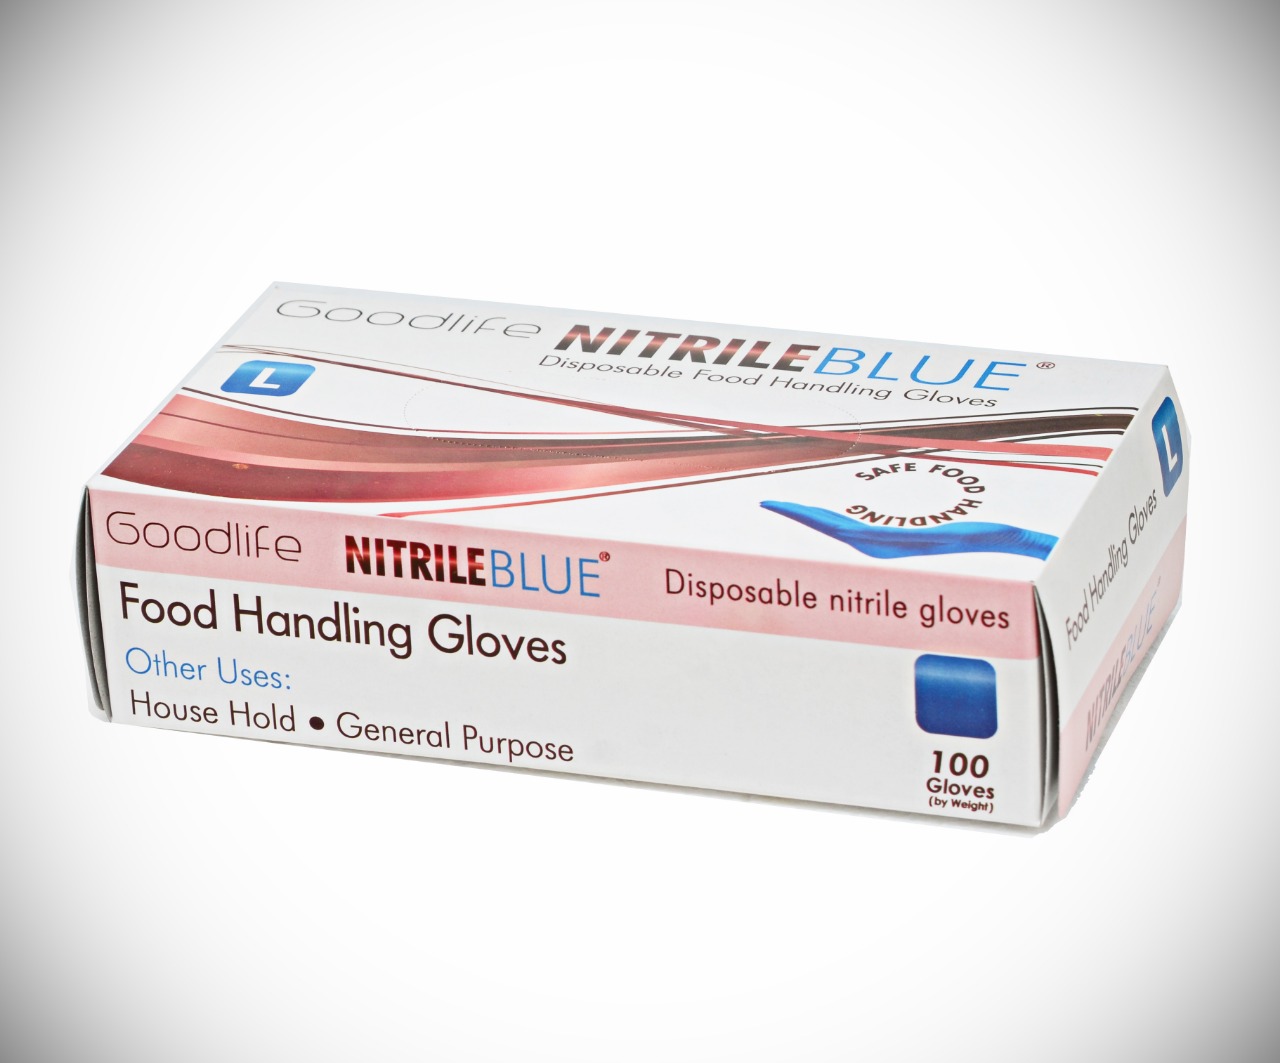 Goodlife NITRILEBLUE®
Disposable Food Handling Gloves
L
SAFE FOOD HANDLING
Goodlife NITRILEBLUE® Disposable nitrile gloves
Food Handling Gloves
Other Uses:
House Hold ● General Purpose
100
Gloves
(by Weight)
L
Food Handling Gloves
NITRILEBLUE